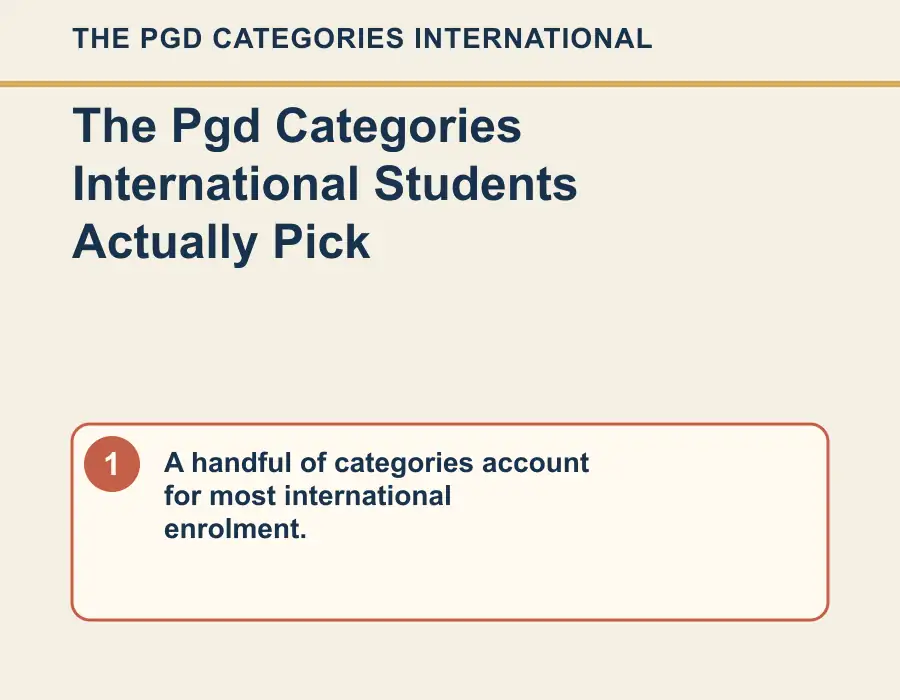 THE PGD CATEGORIES INTERNATIONAL
The Pgd Categories
International Students
Actually Pick
1
A handful of categories account
for most international
enrolment.